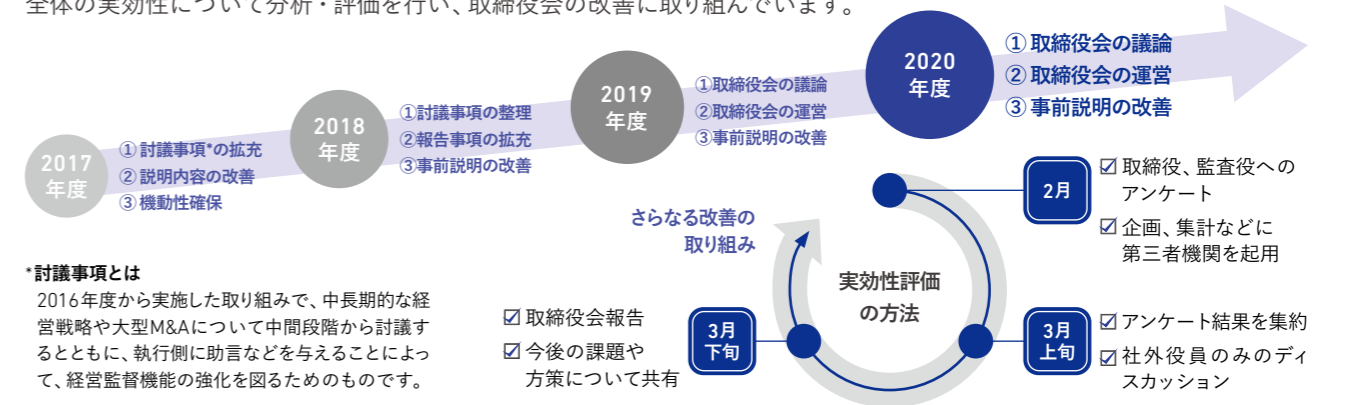 全体の実効性について分析・評価を行い、取締役会の改善に取り組んでいます。
2017
年度
① 討議事項*の拡充
② 説明内容の改善
③ 機動性確保
2018
年度
①討議事項の整理
②報告事項の拡充
③事前説明の改善
2019
年度
①取締役会の議論
②取締役会の運営
③事前説明の改善
2020
年度
① 取締役会の議論
② 取締役会の運営
③ 事前説明の改善
*討議事項とは
2016年度から実施した取り組みで、中長期的な経
営戦略や大型M&Aについて中間段階から討議す
るとともに、執行側に助言などを与えることによっ
て、経営監督機能の強化を図るためのものです。
実効性評価
の方法
2月
☑ 取締役、監査役への
アンケート
☑ 企画、集計などに
第三者機関を起用
3月
上旬
☑ アンケート結果を集約
☑ 社外役員のみのディ
スカッション
3月
下旬
☑ 取締役会報告
☑ 今後の課題や
方策について共有
さらなる改善の
取り組み